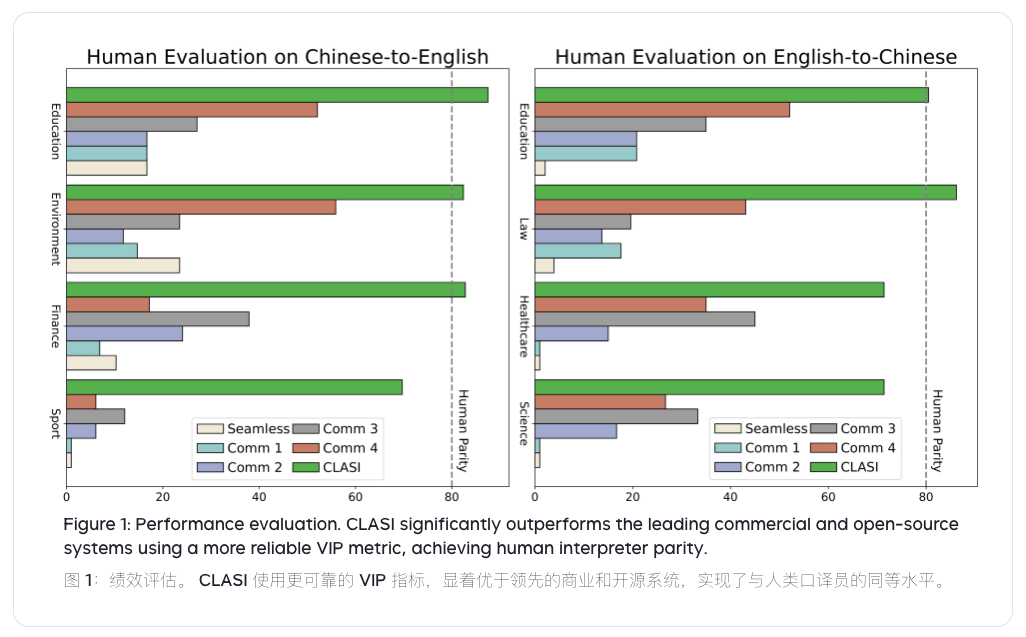 Human Evaluation on Chinese-to-English
Education
Environment
Finance
Sport
Human Parity
Seamless
Comm 1
Comm 2
Comm 3
Comm 4
CLASI
0 20 40 60 80
Human Evaluation on English-to-Chinese
Education
Law
Healthcare
Science
Human Parity
Seamless
Comm 1
Comm 2
Comm 3
Comm 4
CLASI
0 20 40 60 80
Figure 1: Performance evaluation. CLASI significantly outperforms the leading commercial and open-source
systems using a more reliable VIP metric, achieving human interpreter parity.
图 1：绩效评估。 CLASI 使用更可靠的 VIP 指标，显着优于领先的商业和开源系统，实现了与人类口译员的同等水平。